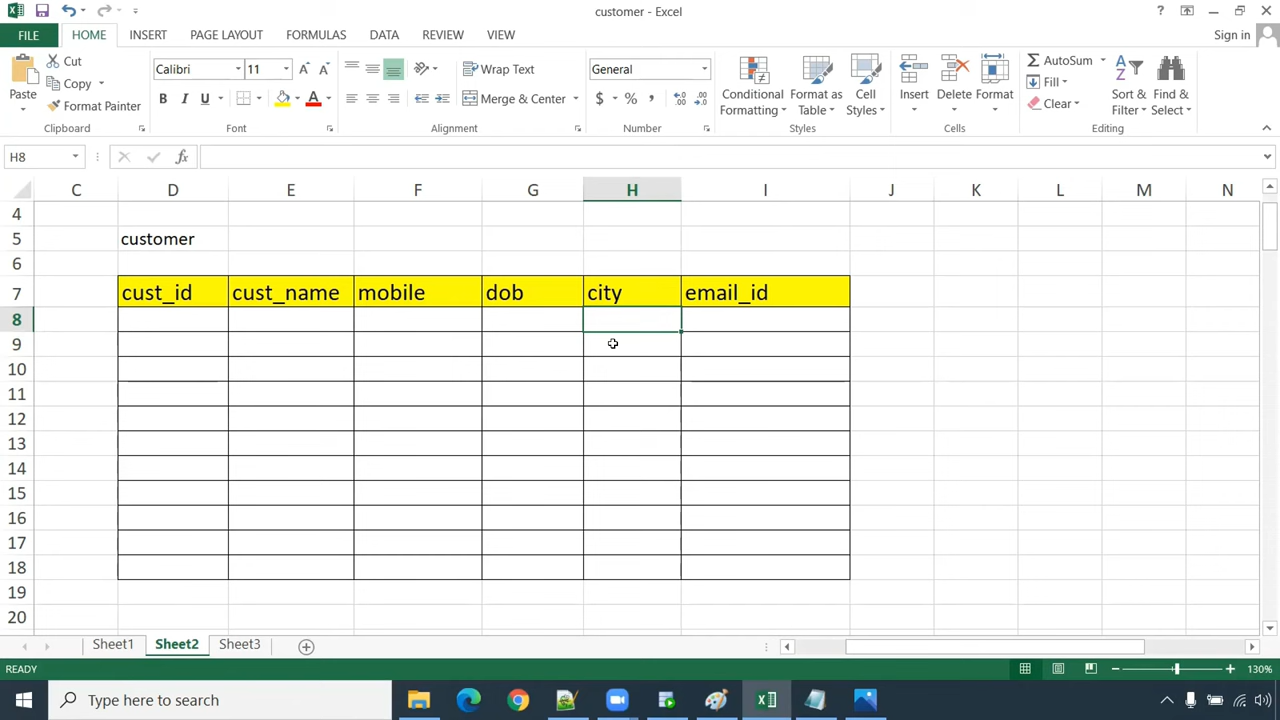 customer - Excel
? Sign in
FILE HOME INSERT PAGE LAYOUT FORMULAS DATA REVIEW VIEW
Paste
Cut
Copy
Format Painter
Clipboard
Calibri 11
B I U A
Font
Wrap Text
Merge & Center
Alignment
General
$ % ,
Number
Conditional Formatting
Format as Table
Cell Styles
Styles
Insert Delete Format
Cells
AutoSum
Fill
Clear
Sort & Filter
Find & Select
Editing
H8 fx
C D E F G H I J K L M N
4
5 customer
6
7 cust_id cust_name mobile dob city email_id
8
9
10
11
12
13
14
15
16
17
18
19
20
Sheet1 Sheet2 Sheet3
READY 130%
Type here to search